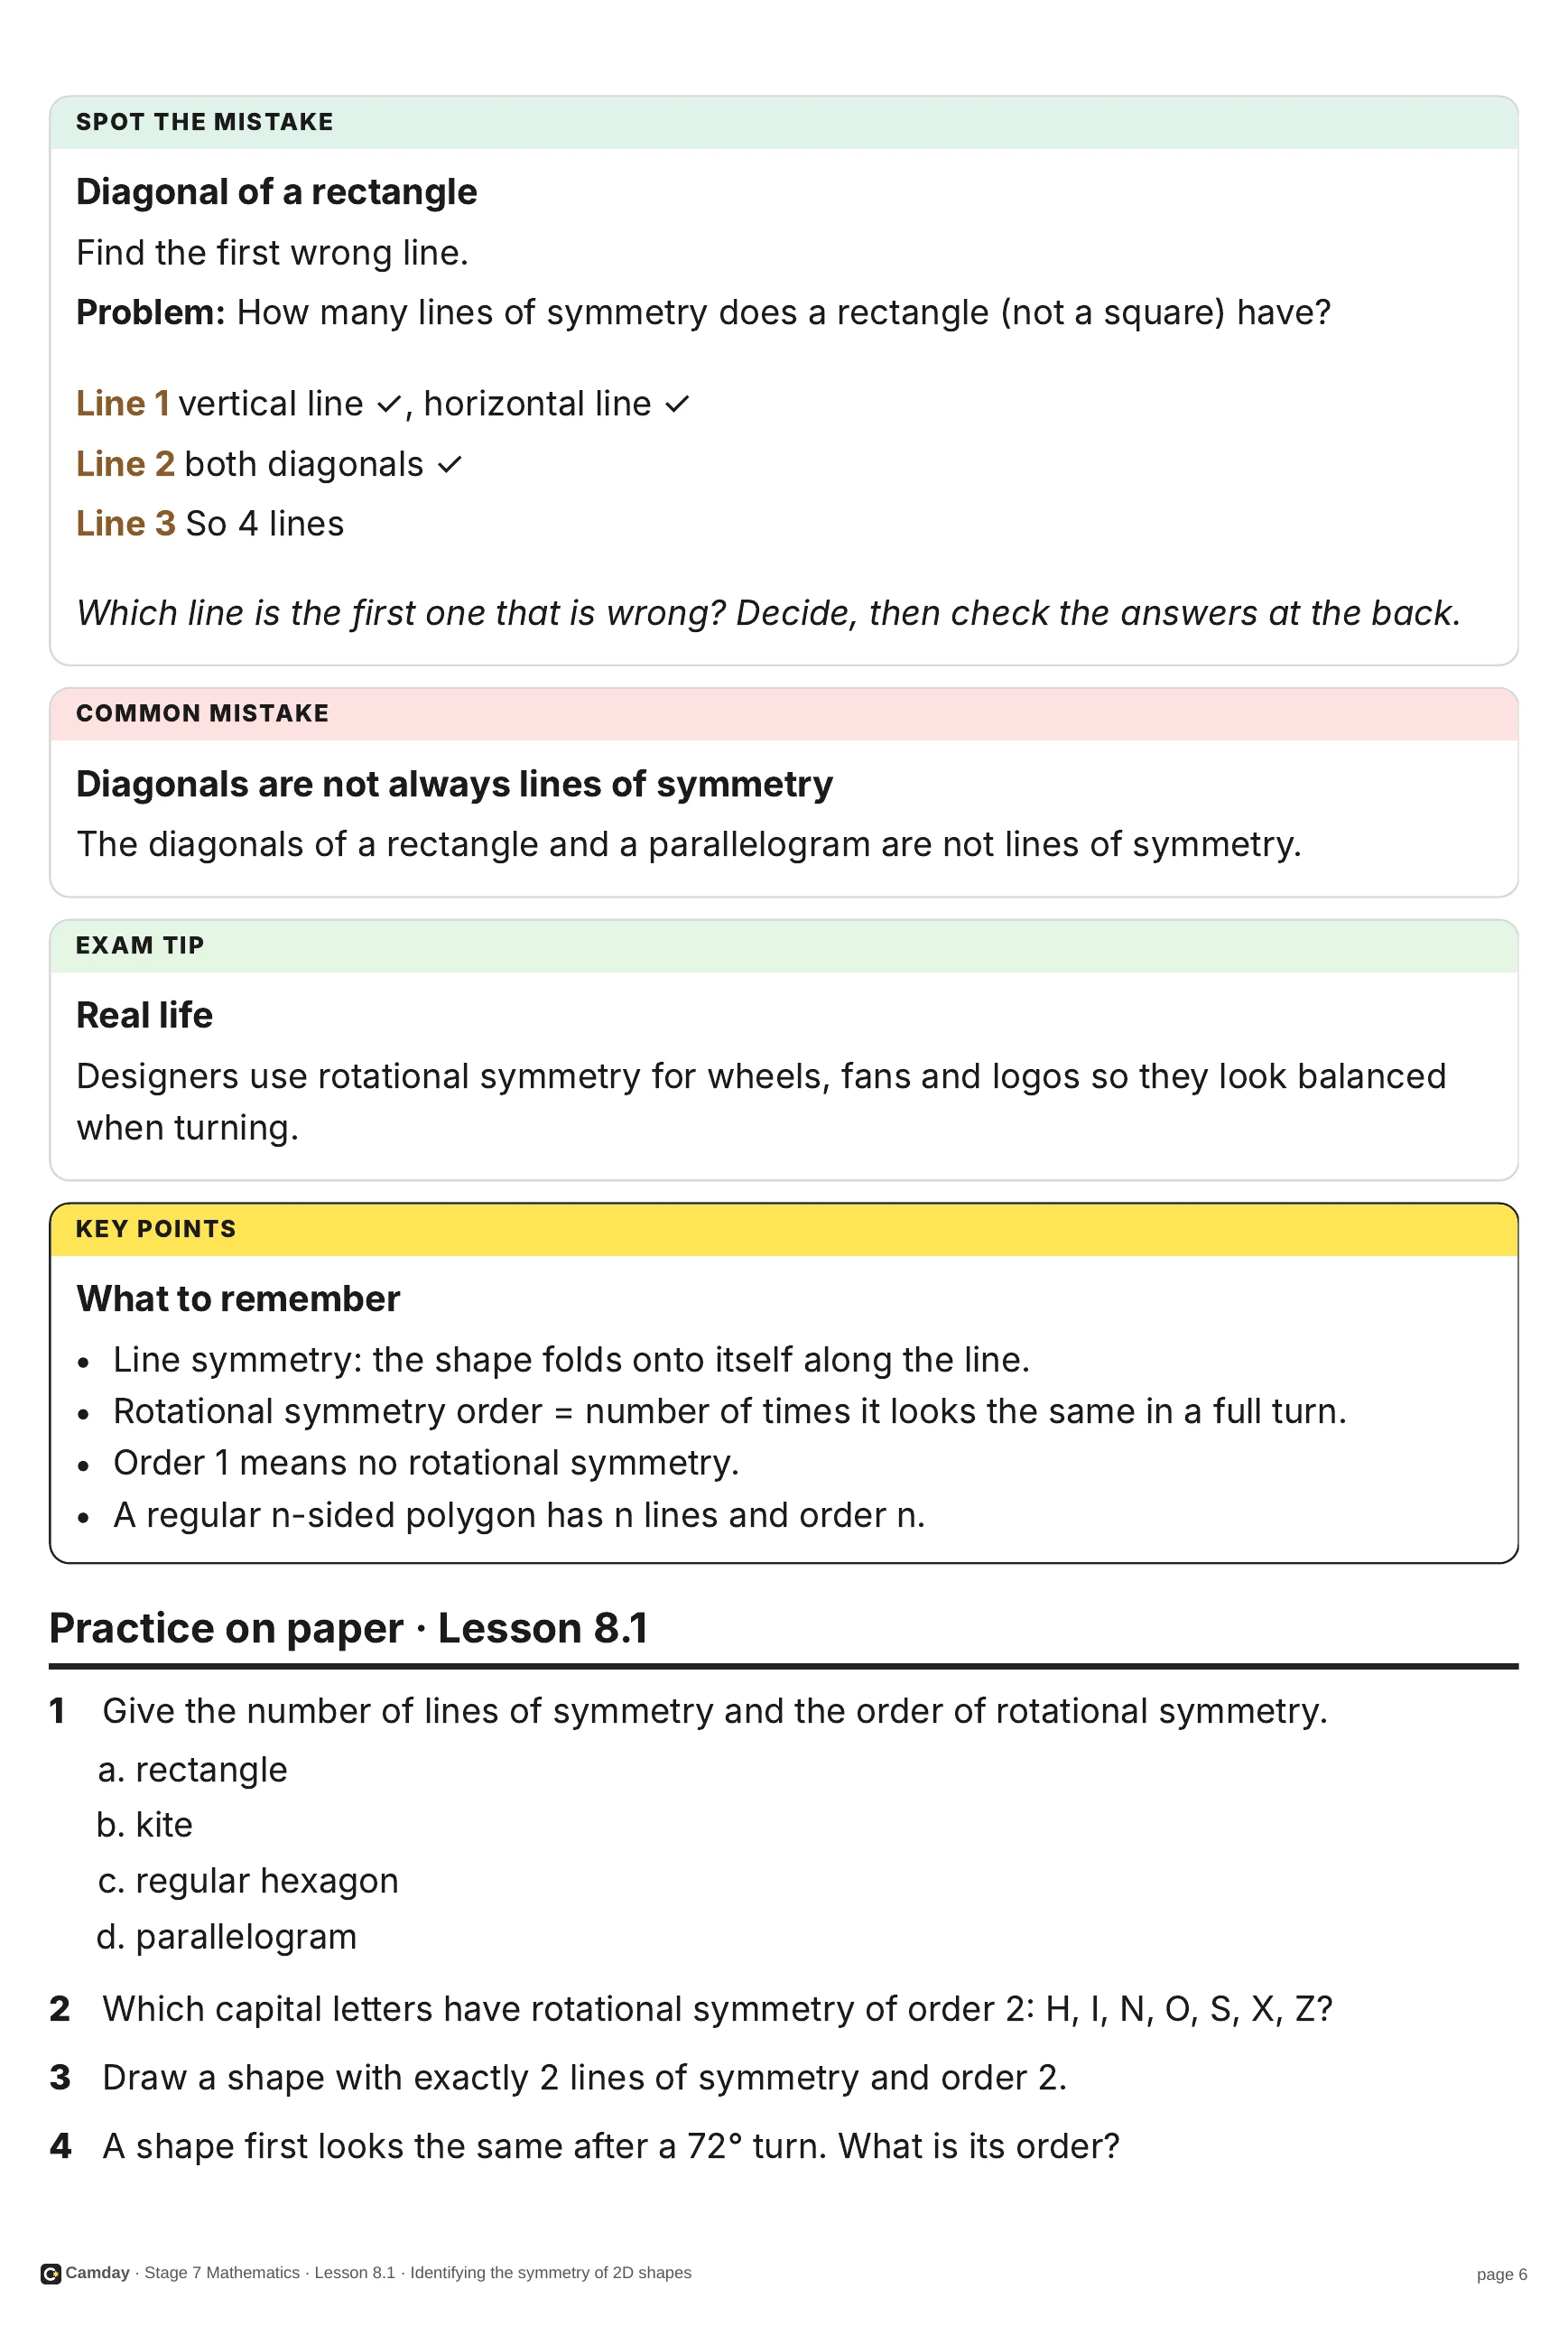 SPOT THE MISTAKE
Diagonal of a rectangle
Find the first wrong line.
Problem: How many lines of symmetry does a rectangle (not a square) have?
Line 1 vertical line ✓, horizontal line ✓
Line 2 both diagonals ✓
Line 3 So 4 lines
Which line is the first one that is wrong? Decide, then check the answers at the back.
COMMON MISTAKE
Diagonals are not always lines of symmetry
The diagonals of a rectangle and a parallelogram are not lines of symmetry.
EXAM TIP
Real life
Designers use rotational symmetry for wheels, fans and logos so they look balanced
when turning.
KEY POINTS
What to remember
• Line symmetry: the shape folds onto itself along the line.
• Rotational symmetry order = number of times it looks the same in a full turn.
• Order 1 means no rotational symmetry.
• A regular n-sided polygon has n lines and order n.
Practice on paper · Lesson 8.1
1 Give the number of lines of symmetry and the order of rotational symmetry.
a. rectangle
b. kite
c. regular hexagon
d. parallelogram
2 Which capital letters have rotational symmetry of order 2: H, I, N, O, S, X, Z?
3 Draw a shape with exactly 2 lines of symmetry and order 2.
4 A shape first looks the same after a 72° turn. What is its order?
Camday · Stage 7 Mathematics · Lesson 8.1 · Identifying the symmetry of 2D shapes
page 6